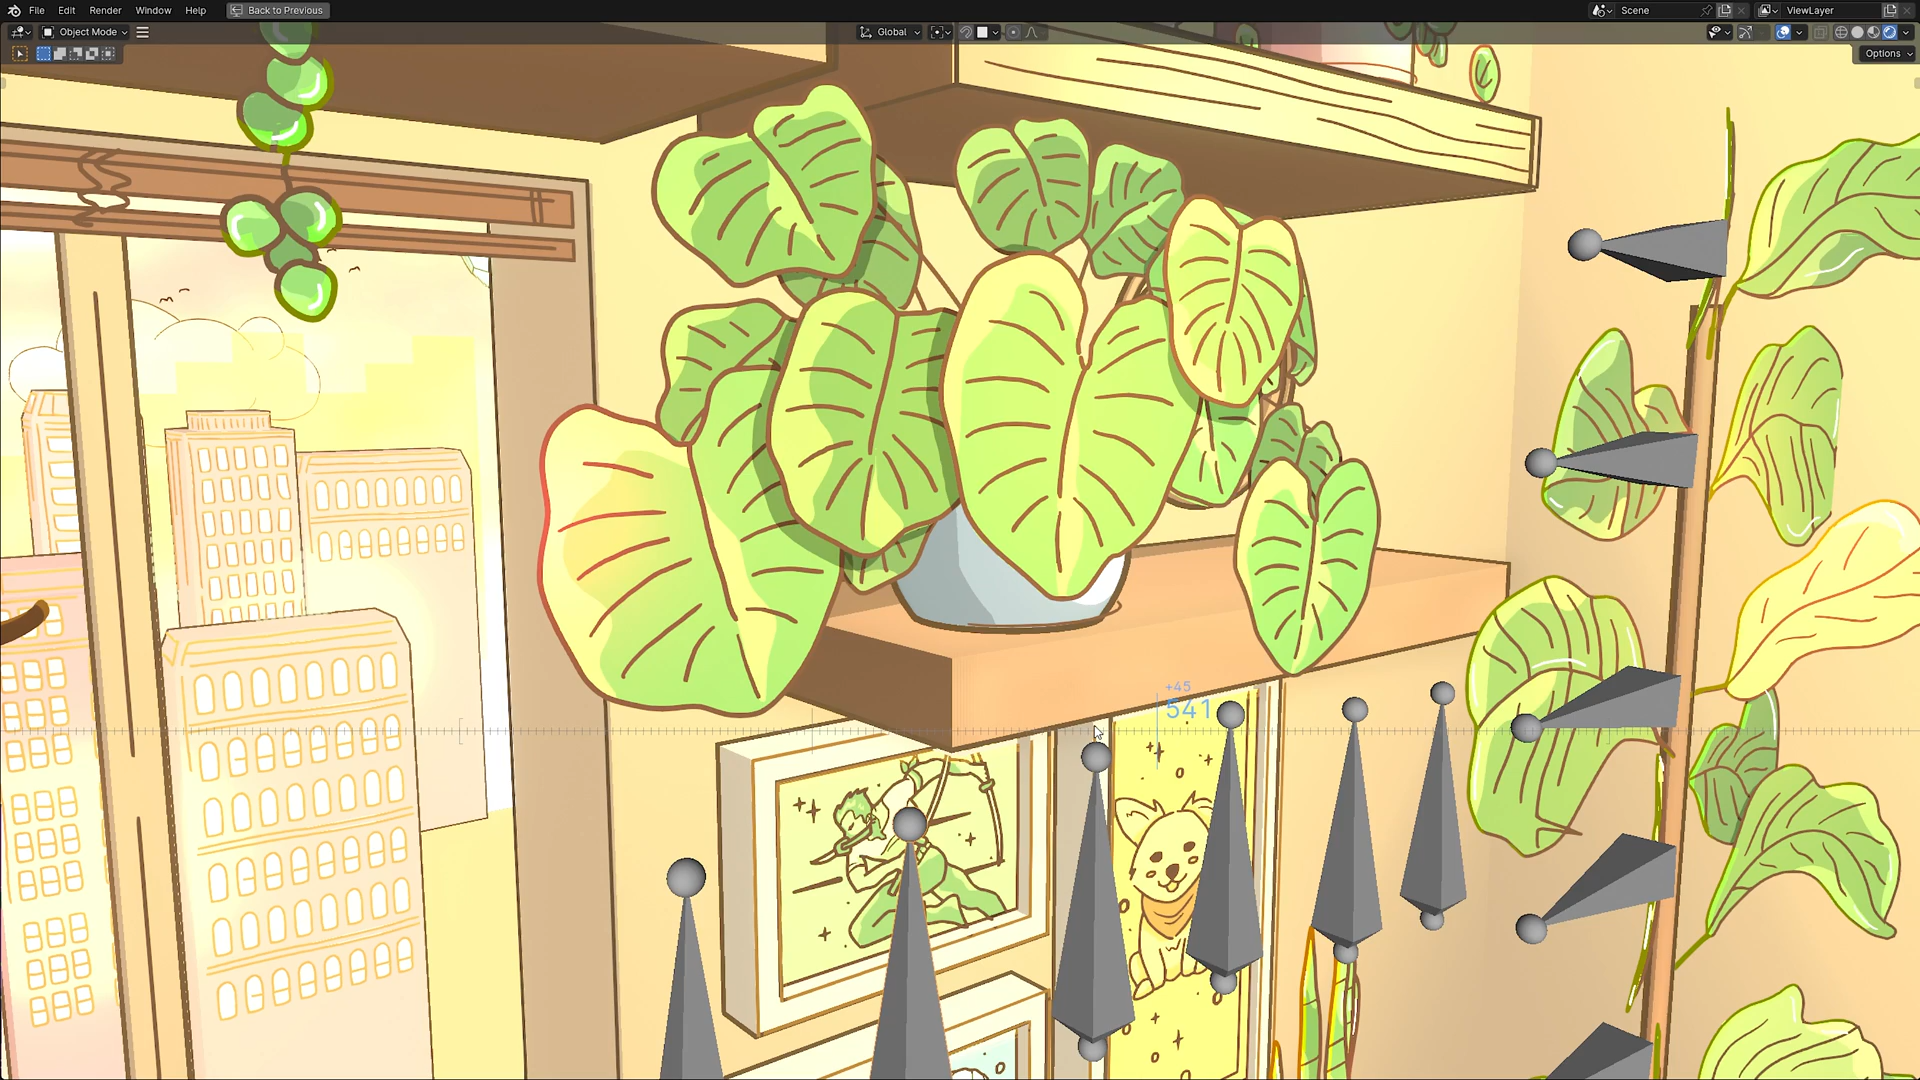 File Edit Render Window Help Back to Previous Scene ViewLayer
Object Mode Global
Options
+45
541